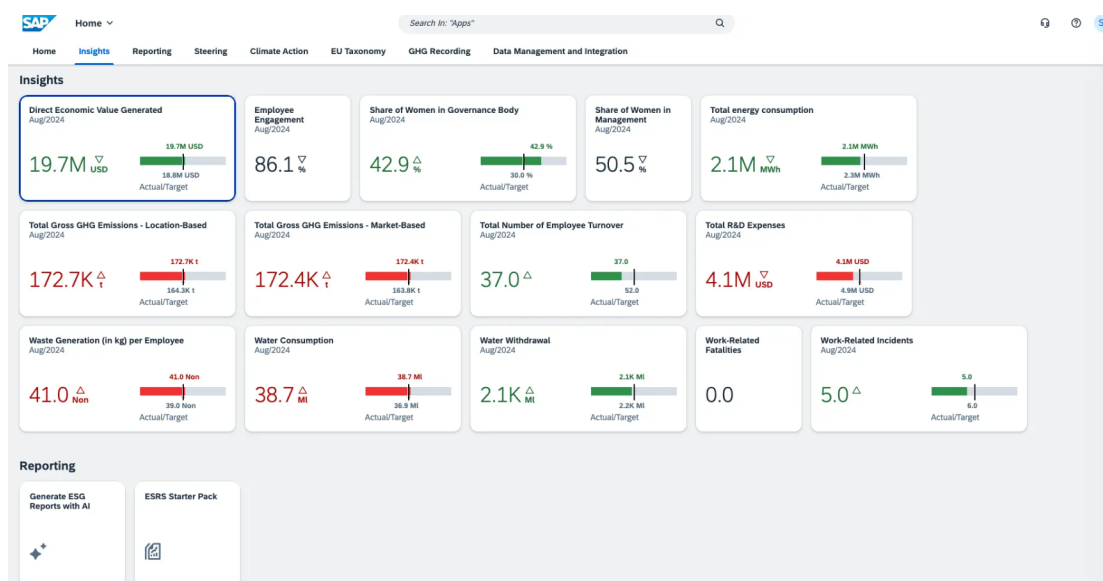 SAP
Home
Search In: "Apps"
Home Insights Reporting Steering Climate Action EU Taxonomy GHG Recording Data Management and Integration
Insights
Direct Economic Value Generated
Aug/2024
19.7M USD
19.7M USD
18.8M USD
Actual/Target
Employee
Engagement
Aug/2024
86.1 %
Share of Women in Governance Body
Aug/2024
42.9 %
42.9 %
30.0 %
Actual/Target
Share of Women in
Management
Aug/2024
50.5 %
Total energy consumption
Aug/2024
2.1M MWh
2.1M MWh
2.3M MWh
Actual/Target
Total Gross GHG Emissions - Location-Based
Aug/2024
172.7K t
172.7K t
164.3K t
Actual/Target
Total Gross GHG Emissions - Market-Based
Aug/2024
172.4K t
172.4K t
163.8K t
Actual/Target
Total Number of Employee Turnover
Aug/2024
37.0
37.0
52.0
Actual/Target
Total R&D Expenses
Aug/2024
4.1M USD
4.1M USD
4.9M USD
Actual/Target
Waste Generation (in kg) per Employee
Aug/2024
41.0 Non
41.0 Non
39.0 Non
Actual/Target
Water Consumption
Aug/2024
38.7 Ml
38.7 Ml
36.9 Ml
Actual/Target
Water Withdrawal
Aug/2024
2.1K Ml
2.1K Ml
2.2K Ml
Actual/Target
Work-Related
Fatalities
0.0
Work-Related Incidents
Aug/2024
5.0
5.0
6.0
Actual/Target
Reporting
Generate ESG
Reports with AI
ESRS Starter Pack